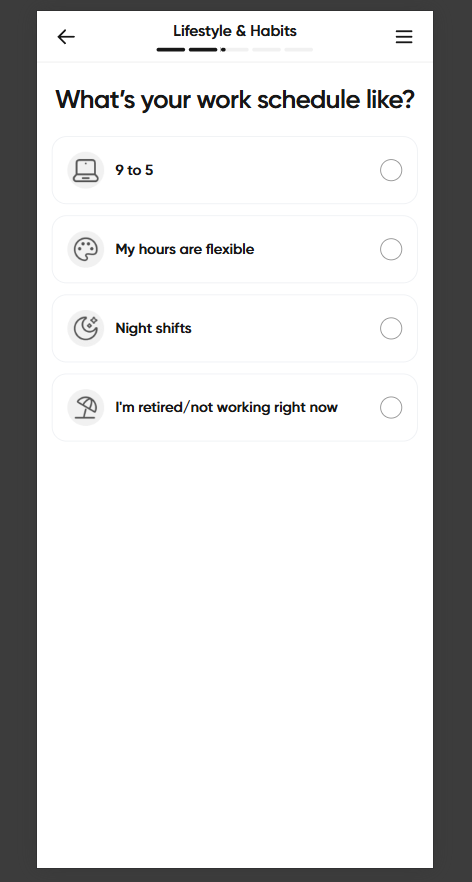 Lifestyle & Habits
What’s your work schedule like?
9 to 5
My hours are flexible
Night shifts
I'm retired/not working right now